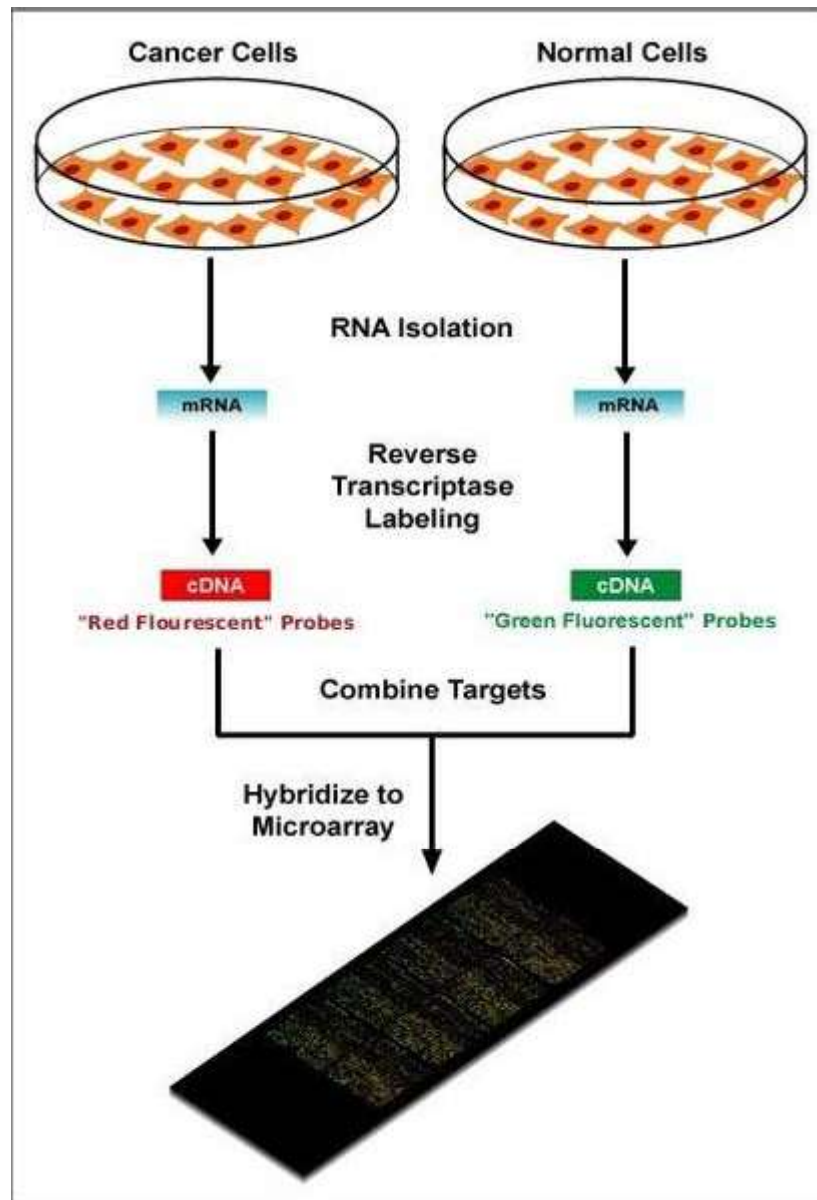 Cancer Cells
Normal Cells
RNA Isolation
mRNA
mRNA
Reverse
Transcriptase
Labeling
cDNA
cDNA
"Red Flourescent" Probes
"Green Fluorescent" Probes
Combine Targets
Hybridize to
Microarray